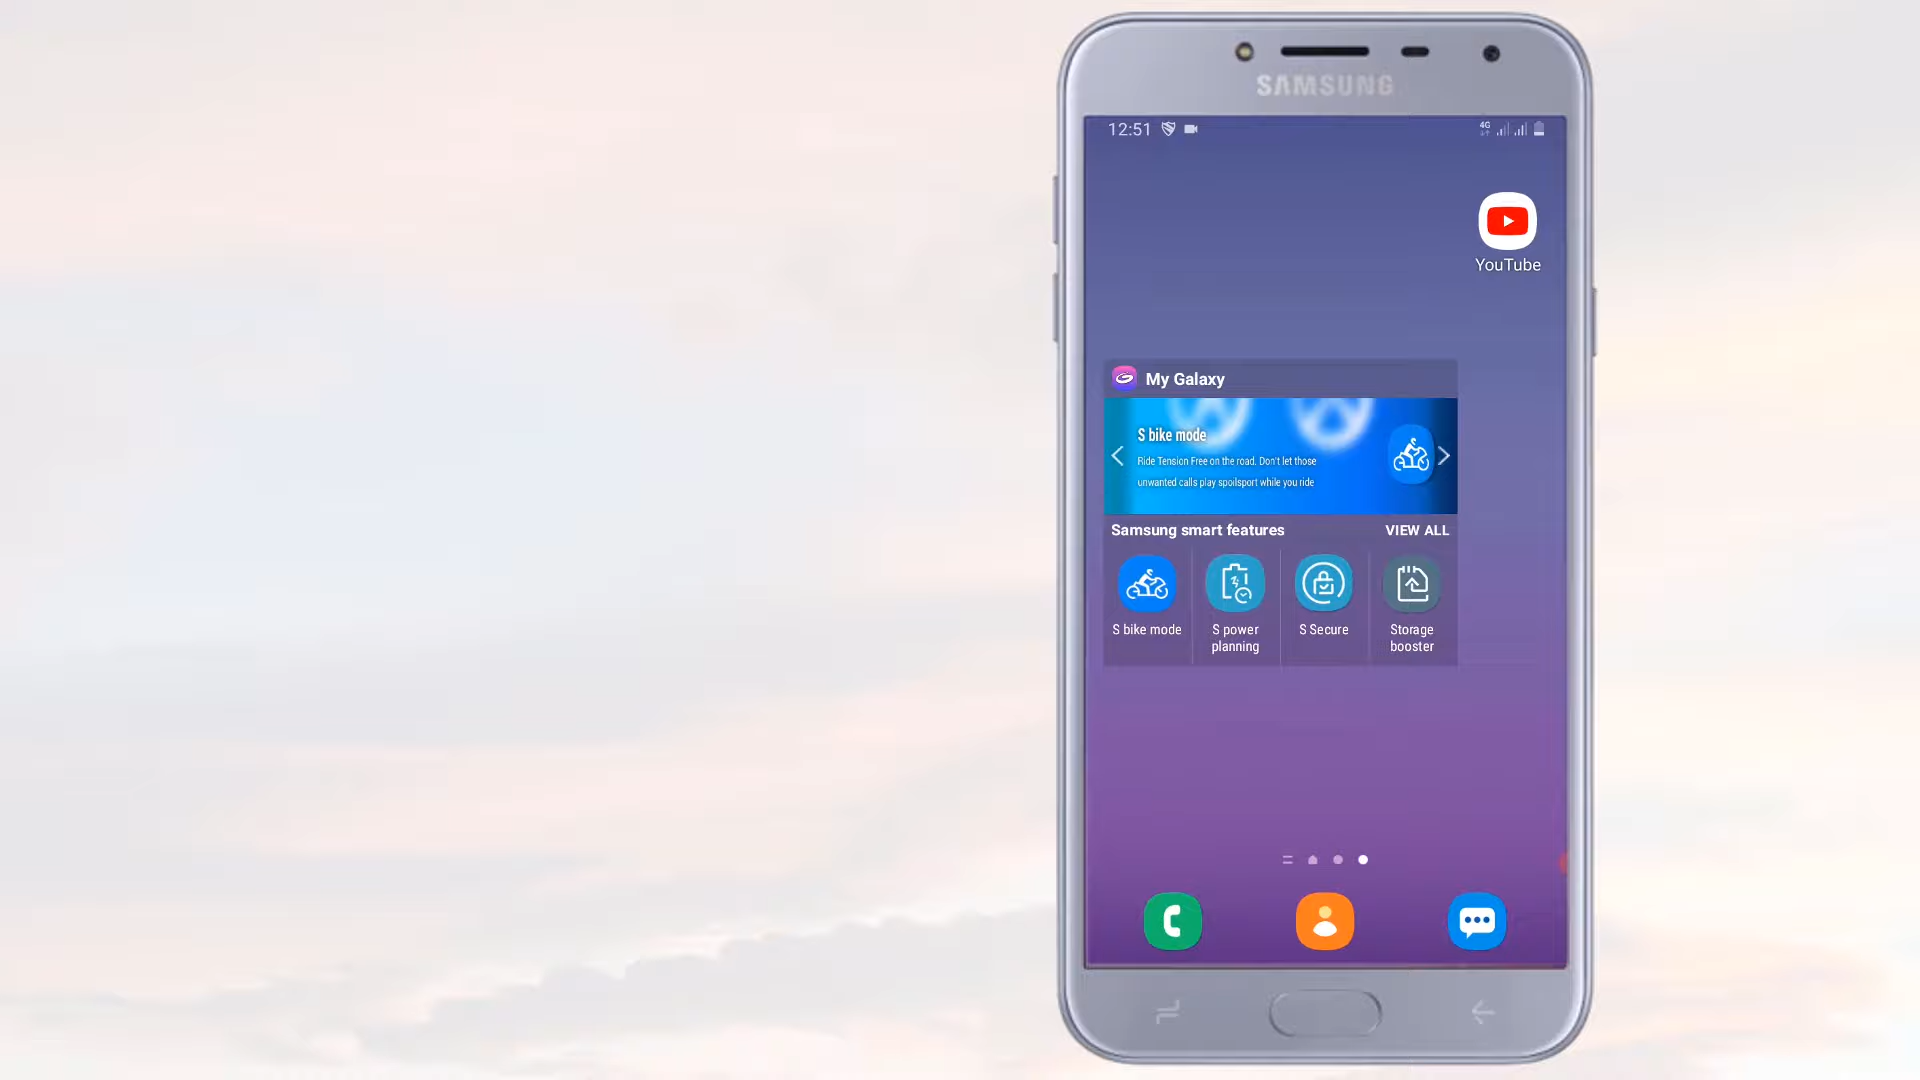 SAMSUNG
12:51
4G
YouTube
My Galaxy
S bike mode
Ride Tension Free on the road. Don't let those
unwanted calls play spoilsport while you ride
Samsung smart features
VIEW ALL
S bike mode
S power
planning
S Secure
Storage
booster